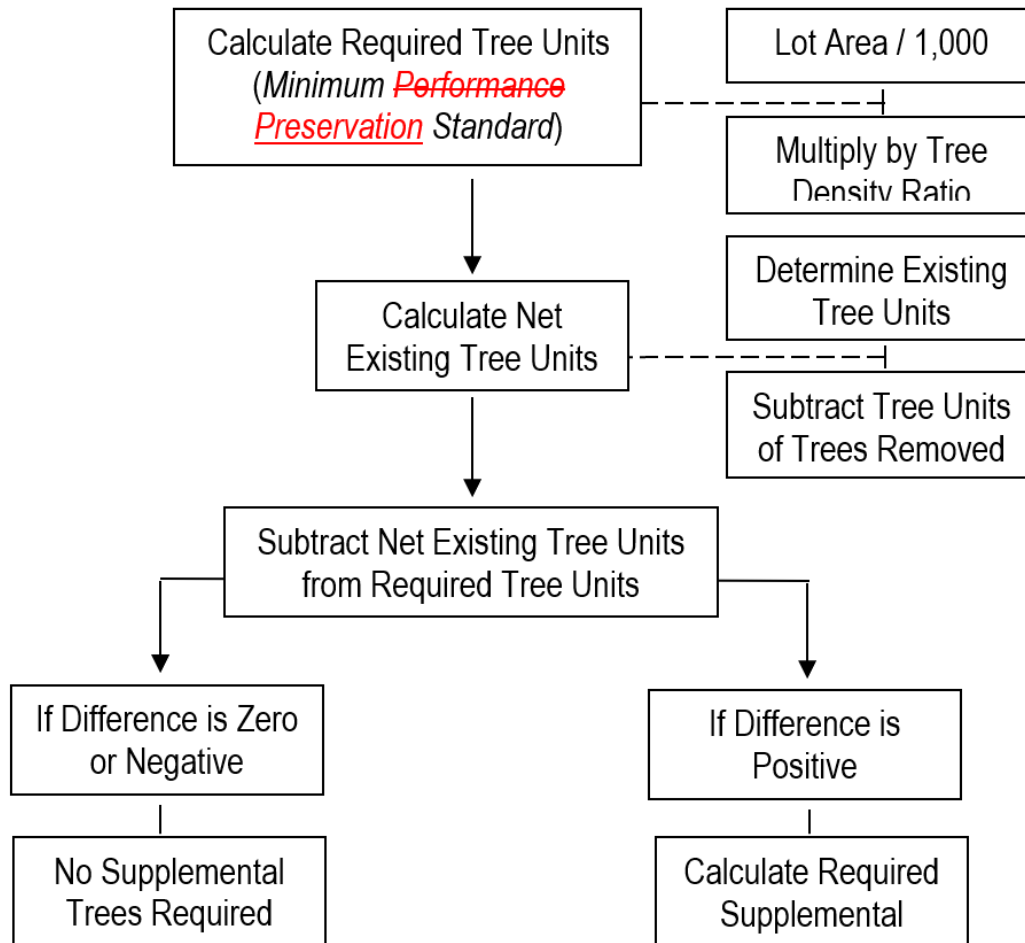 Calculate Required Tree Units
(Minimum Performance
Preservation Standard)
Lot Area / 1,000
Multiply by Tree
Density Ratio
Calculate Net
Existing Tree Units
Determine Existing
Tree Units
Subtract Tree Units
of Trees Removed
Subtract Net Existing Tree Units
from Required Tree Units
If Difference is Zero
or Negative
If Difference is
Positive
No Supplemental
Trees Required
Calculate Required
Supplemental